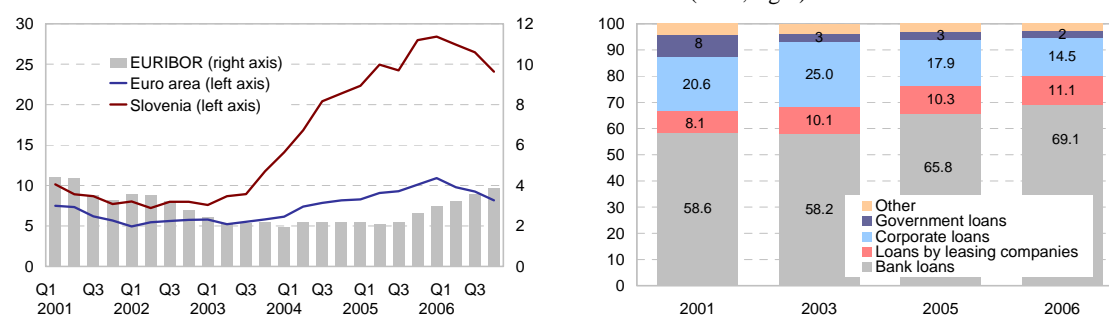 30
25
20
15
10
5
0
EURIBOR (right axis)
Euro area (left axis)
Slovenia (left axis)
12
10
8
6
4
2
0
Q1 Q3 Q1 Q3 Q1 Q3 Q1 Q3 Q1 Q3 Q1 Q3
2001 2002 2003 2004 2005 2006
100
90
80
70
60
50
40
30
20
10
0
8 3 3 2
20.6 25.0 17.9 14.5
8.1 10.1 10.3 11.1
58.6 58.2 65.8 69.1
Other
Government loans
Corporate loans
Loans by leasing companies
Bank loans
2001 2003 2005 2006